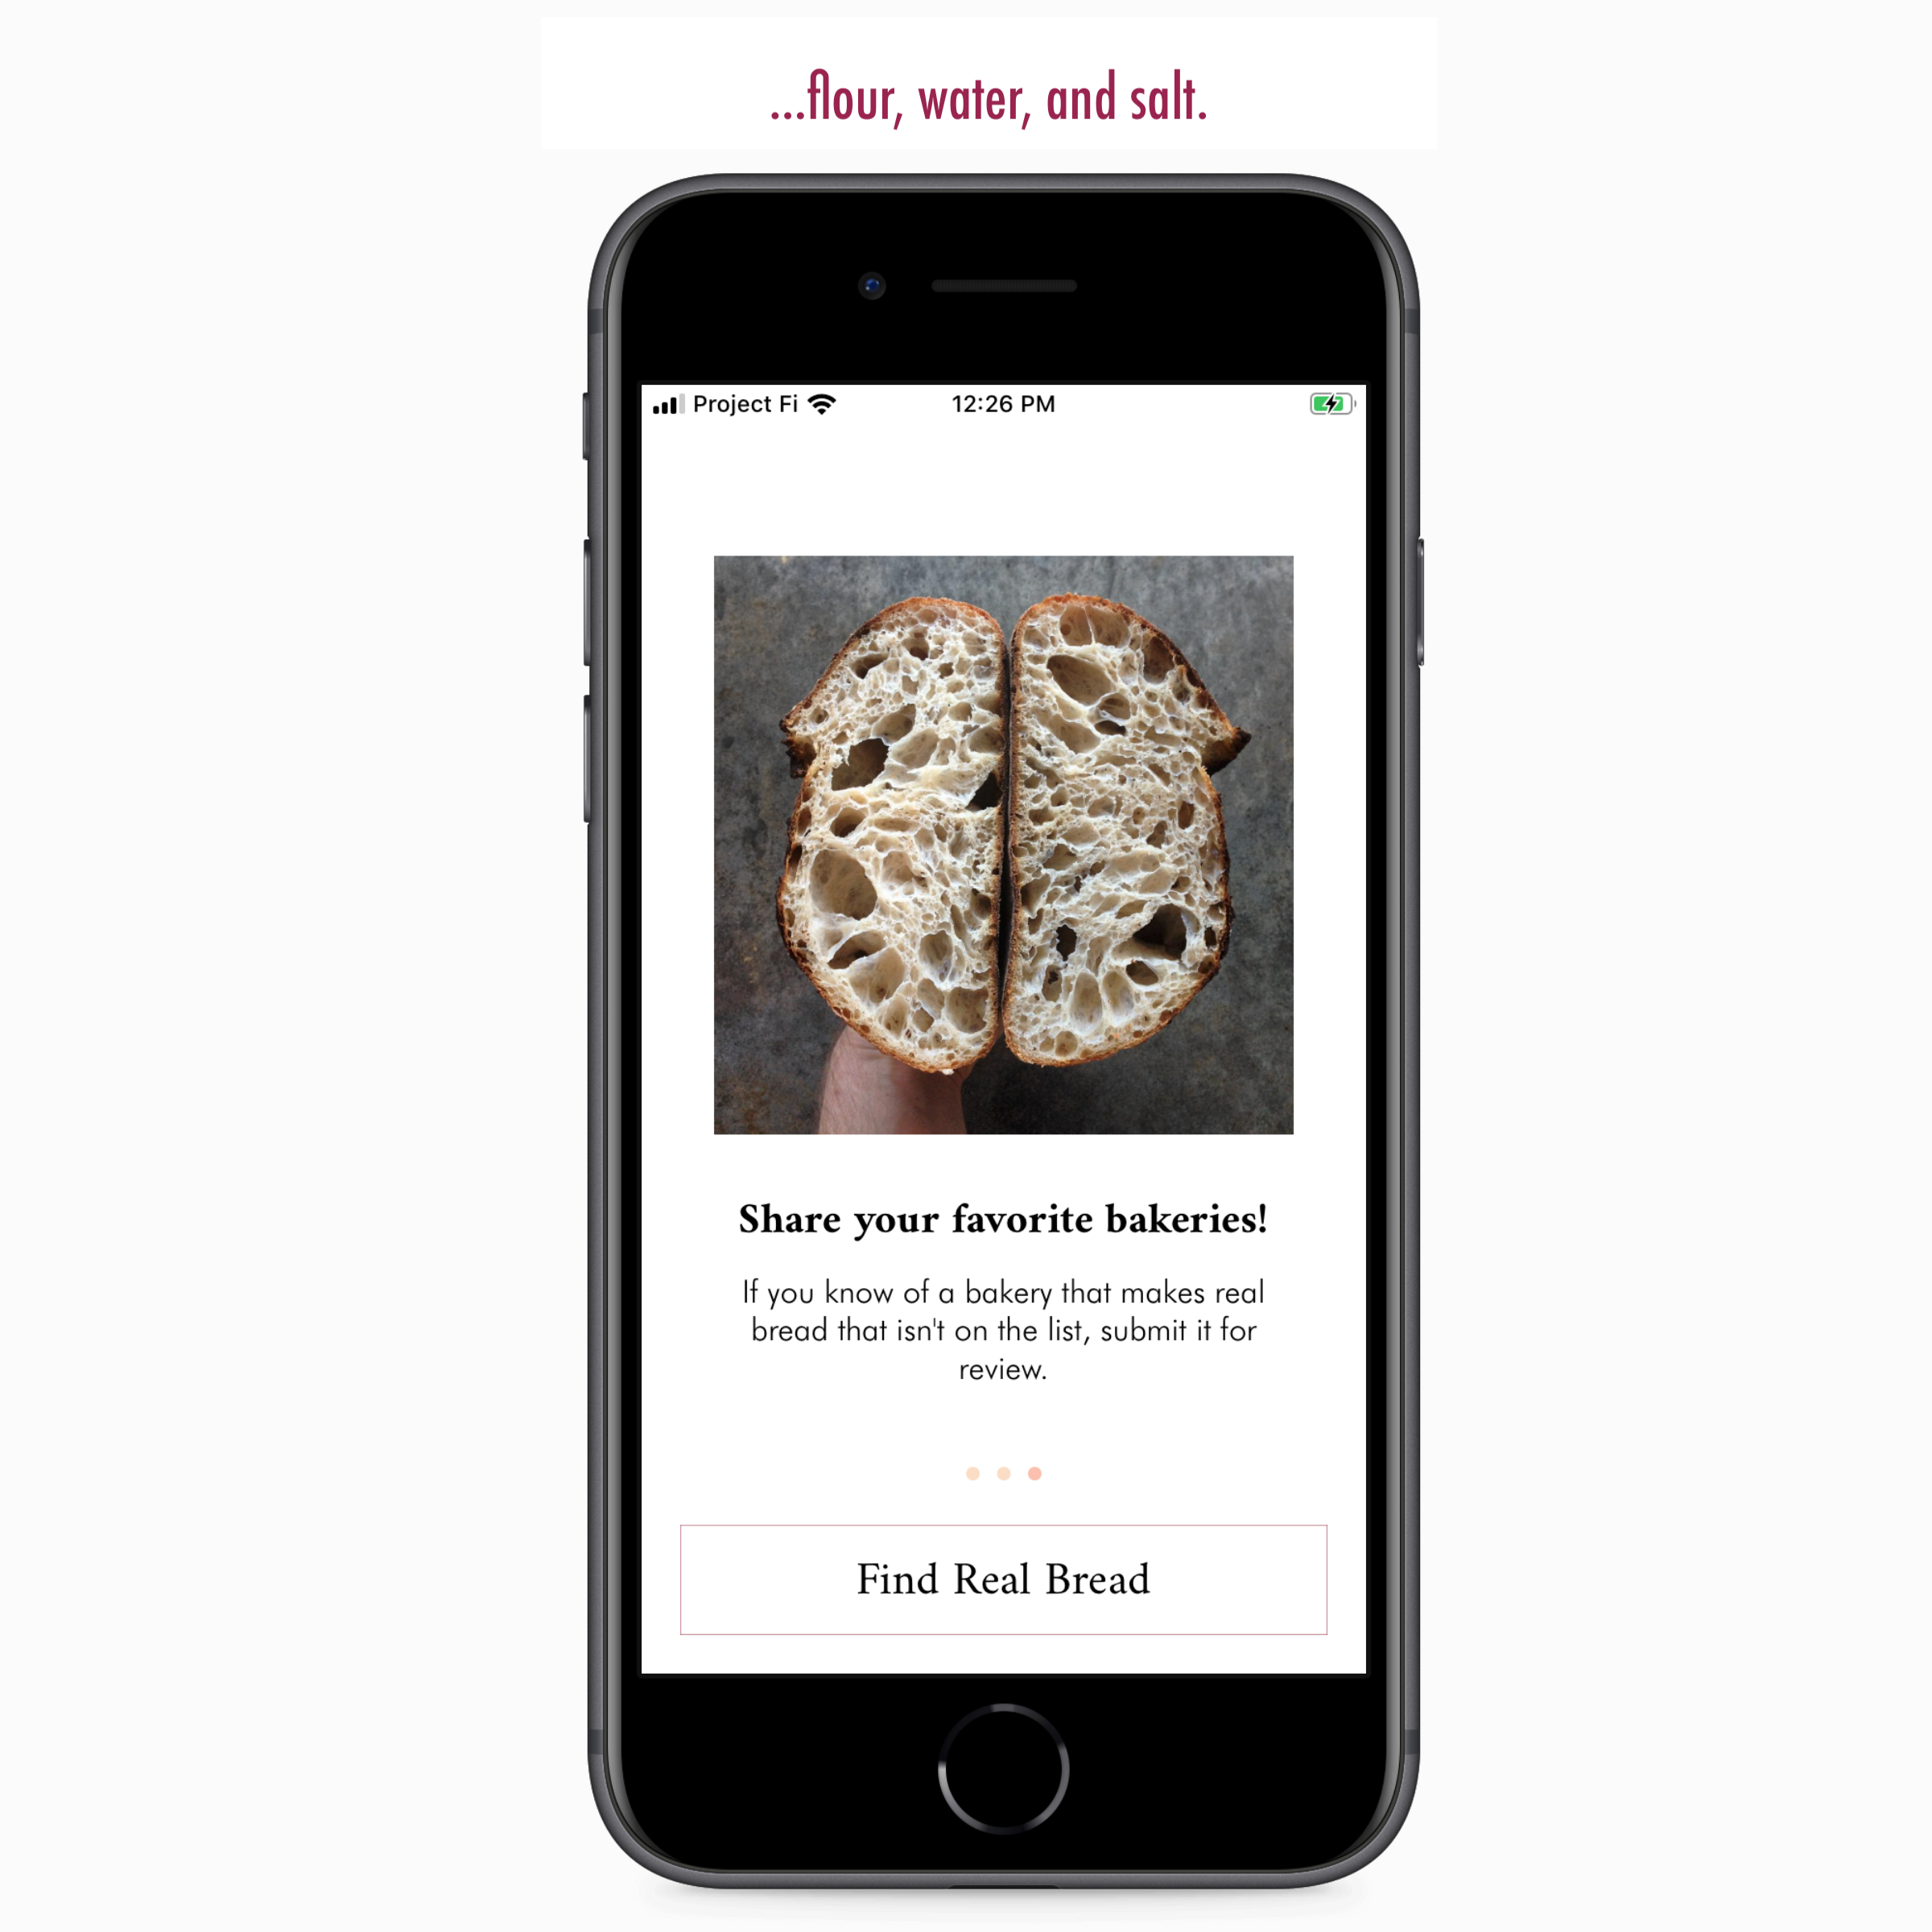 ...flour, water, and salt.
Project Fi
12:26 PM
Share your favorite bakeries!
If you know of a bakery that makes real
bread that isn't on the list, submit it for
review.
Find Real Bread